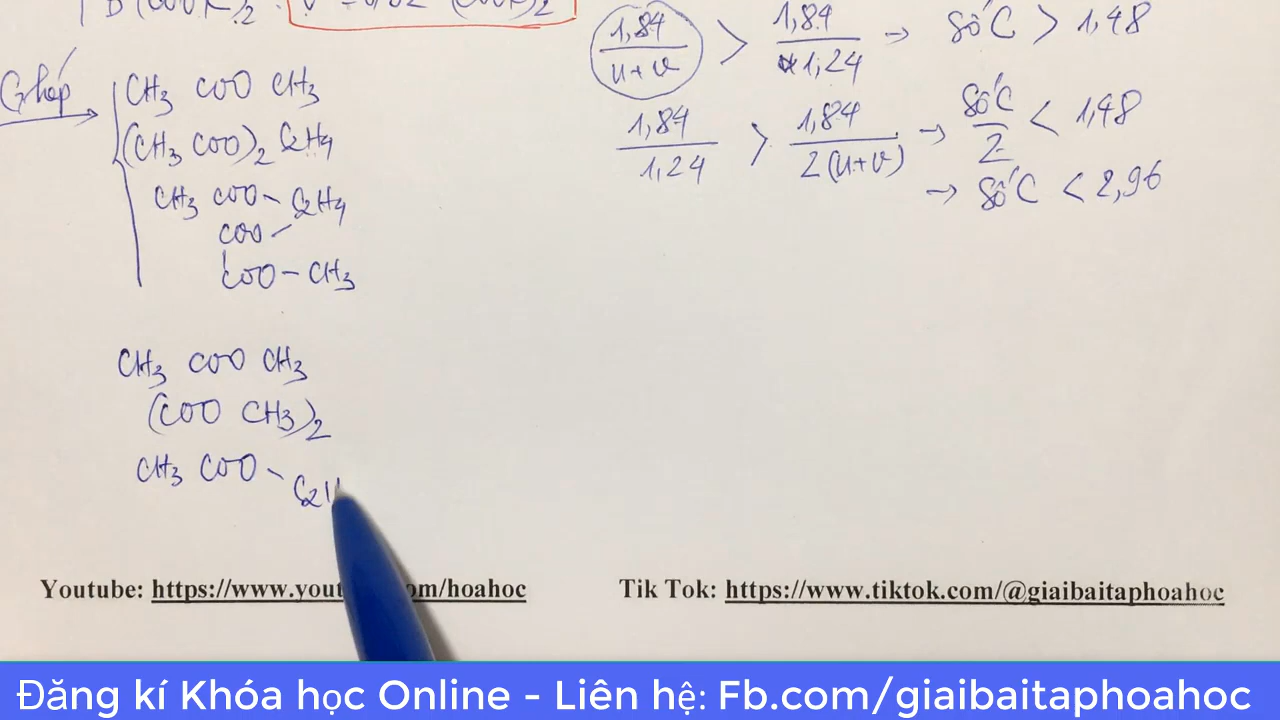 Ghép
CH3 COO CH3
(CH3 COO)2 C2H4
CH3 COO – C2H4
COO
COO – CH3
CH3 COO CH3
(COO CH3)2
CH3 COO –
C2H
1,84 / u+v > 1,84 / 1,24 → Số C > 1,48
1,84 / 1,24 > 1,84 / 2(u+v) → Số C / 2 < 1,48
→ Số C < 2,96
Youtube: https://www.yout om/hoahoc
Tik Tok: https://www.tiktok.com/@giaibaitaphoahoc
Đăng kí Khóa học Online - Liên hệ: Fb.com/giaibaitaphoahoc